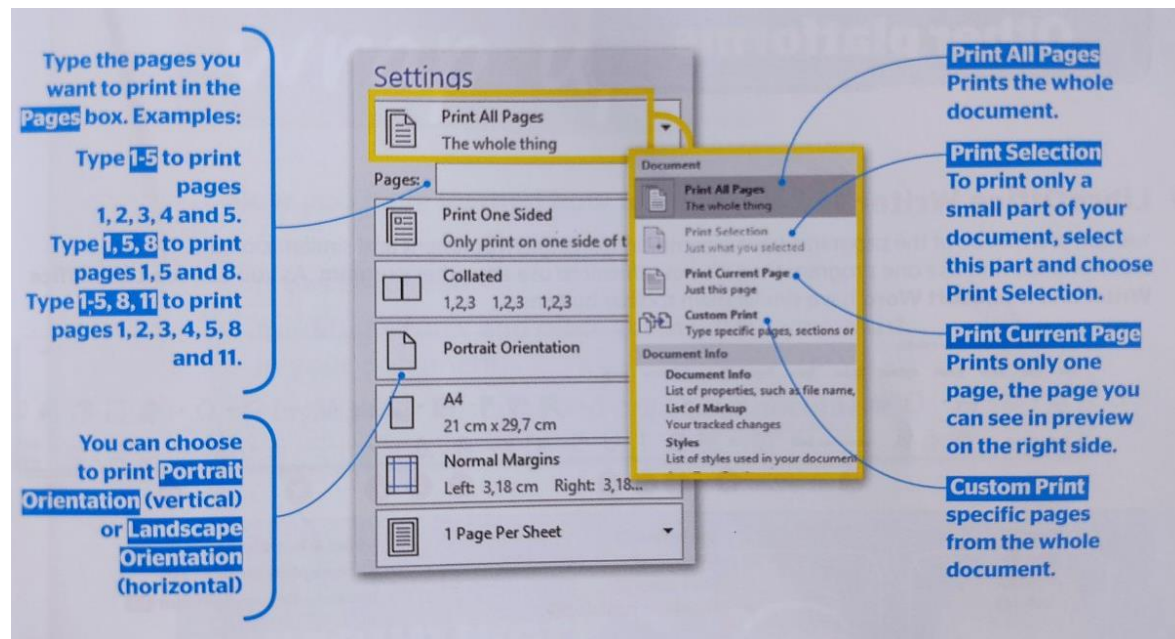 Type the pages you
want to print in the
Pages box. Examples:
Type 1-5 to print
pages
1, 2, 3, 4 and 5.
Type 1, 5, 8 to print
pages 1, 5 and 8.
Type 1-5, 8, 11 to print
pages 1, 2, 3, 4, 5, 8
and 11.
You can choose
to print Portrait
Orientation (vertical)
or Landscape
Orientation
(horizontal)
Settings
Print All Pages
The whole thing
Pages:
Print One Sided
Only print on one side of t
Collated
1,2,3 1,2,3 1,2,3
Portrait Orientation
A4
21 cm x 29,7 cm
Normal Margins
Left: 3,18 cm Right: 3,18...
1 Page Per Sheet
Document
Print All Pages
The whole thing
Print Selection
Just what you selected
Print Current Page
Just this page
Custom Print
Type specific pages, sections or
Document Info
Document Info
List of properties, such as file name,
List of Markup
Your tracked changes
Styles
List of styles used in your document
Print All Pages
Prints the whole
document.
Print Selection
To print only a
small part of your
document, select
this part and choose
Print Selection.
Print Current Page
Prints only one
page, the page you
can see in preview
on the right side.
Custom Print
specific pages
from the whole
document.